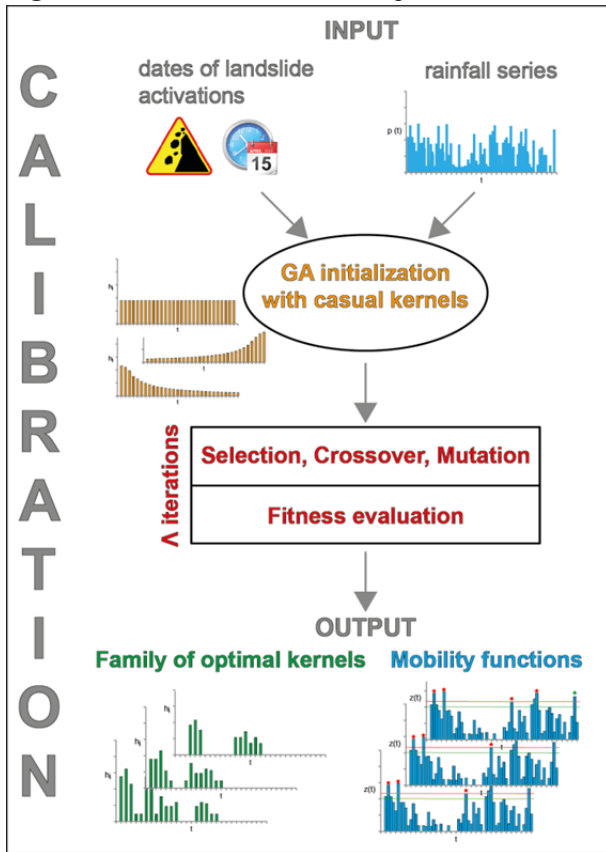 CALIBRATION
INPUT
dates of landslide
activations
rainfall series
15
p (t)
t
GA initialization
with casual kernels
t
t
t
Selection, Crossover, Mutation
Λ iterations
Fitness evaluation
OUTPUT
Family of optimal kernels
Mobility functions
z(t)
z(t)
z(t)
t
t
t
t
t